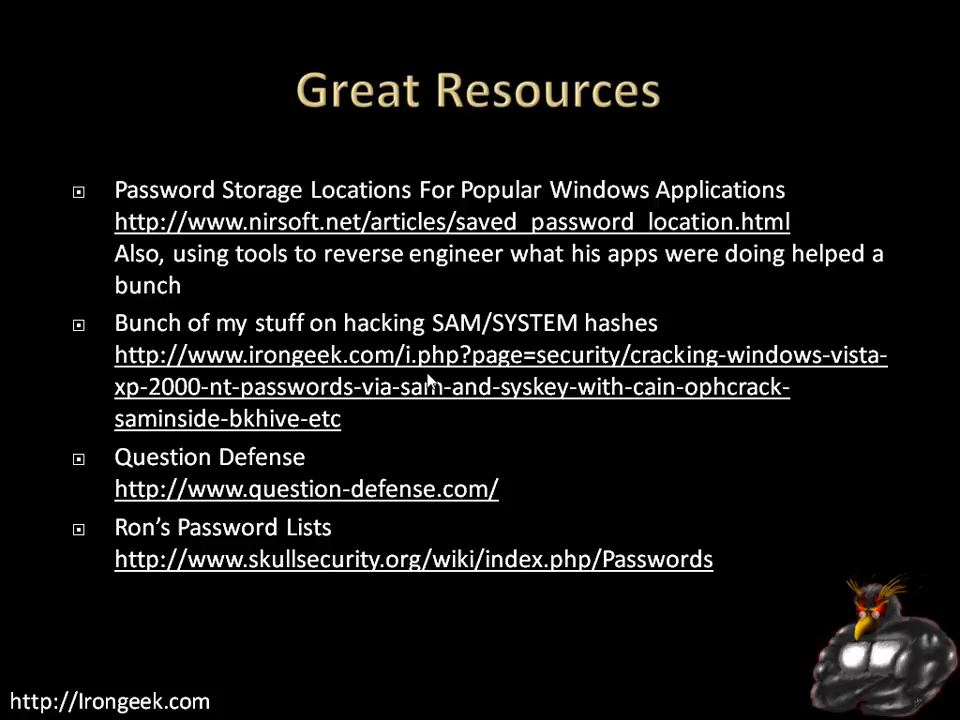 Great Resources
Password Storage Locations For Popular Windows Applications
http://www.nirsoft.net/articles/saved_password_location.html
Also, using tools to reverse engineer what his apps were doing helped a
bunch
Bunch of my stuff on hacking SAM/SYSTEM hashes
http://www.irongeek.com/i.php?page=security/cracking-windows-vista-
xp-2000-nt-passwords-via-sam-and-syskey-with-cain-ophcrack-
saminside-bkhive-etc
Question Defense
http://www.question-defense.com/
Ron’s Password Lists
http://www.skullsecurity.org/wiki/index.php/Passwords
http://Irongeek.com